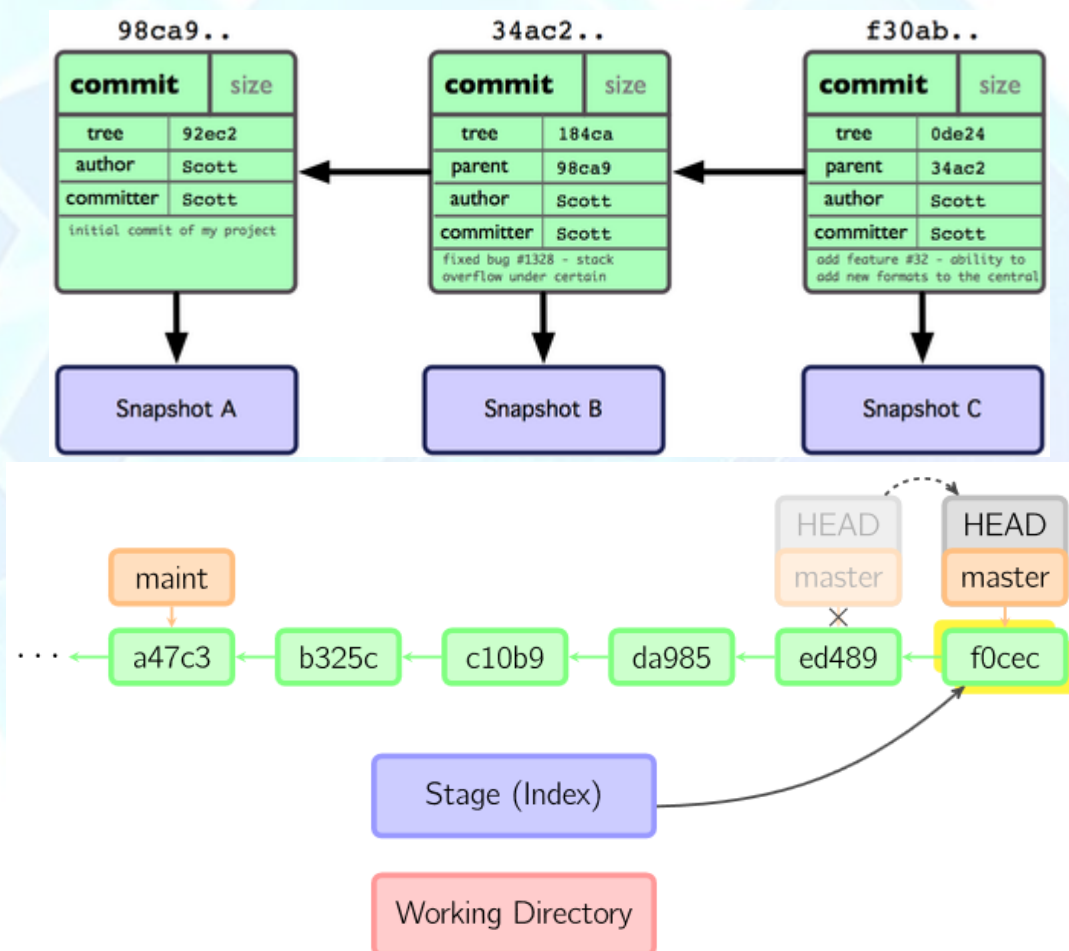 98ca9.. 34ac2.. f30ab..
commit size commit size commit size
tree 92ec2 tree 184ca tree 0de24
author Scott parent 98ca9 parent 34ac2
committer Scott author Scott author Scott
initial commit of my project committer Scott committer Scott
fixed bug #1328 - stack add feature #32 - ability to
overflow under certain add new formats to the central
Snapshot A Snapshot B Snapshot C
HEAD HEAD
maint master master
... a47c3 b325c c10b9 da985 ed489 f0cec
Stage (Index)
Working Directory